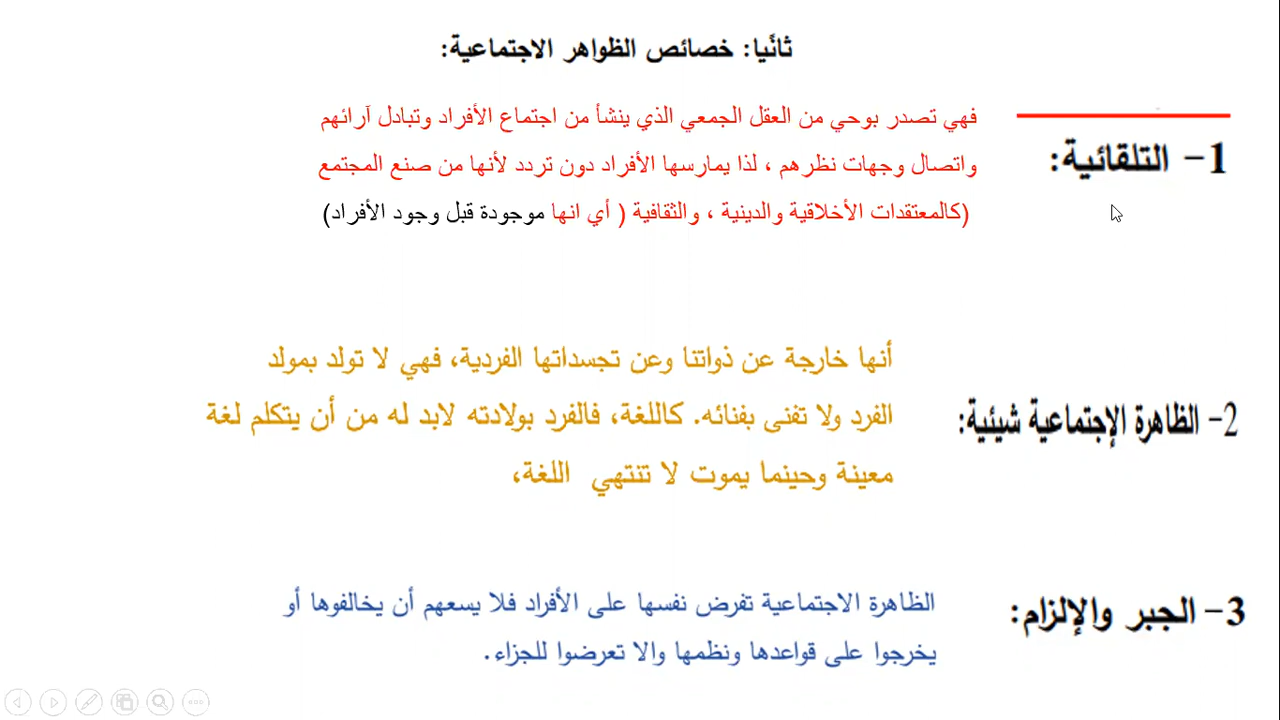 ثانًيا: خصائص الظواهر الاجتماعية:
1- التلقائية:
فهي تصدر بوحي من العقل الجمعي الذي ينشأ من اجتماع الأفراد وتبادل آرائهم
واتصال وجهات نظرهم ، لذا يمارسها الأفراد دون تردد لأنها من صنع المجتمع
(كالمعتقدات الأخلاقية والدينية ، والثقافية ( أي انها موجودة قبل وجود الأفراد)
2- الظاهرة الإجتماعية شيئية:
أنها خارجة عن ذواتنا وعن تجسداتها الفردية، فهي لا تولد بمولد
الفرد ولا تفنى بفنائه. كاللغة، فالفرد بولادته لابد له من أن يتكلم لغة
معينة وحينما يموت لا تنتهي اللغة،
3- الجبر والإلزام:
الظاهرة الاجتماعية تفرض نفسها على الأفراد فلا يسعهم أن يخالفوها أو
يخرجوا على قواعدها ونظمها والا تعرضوا للجزاء.